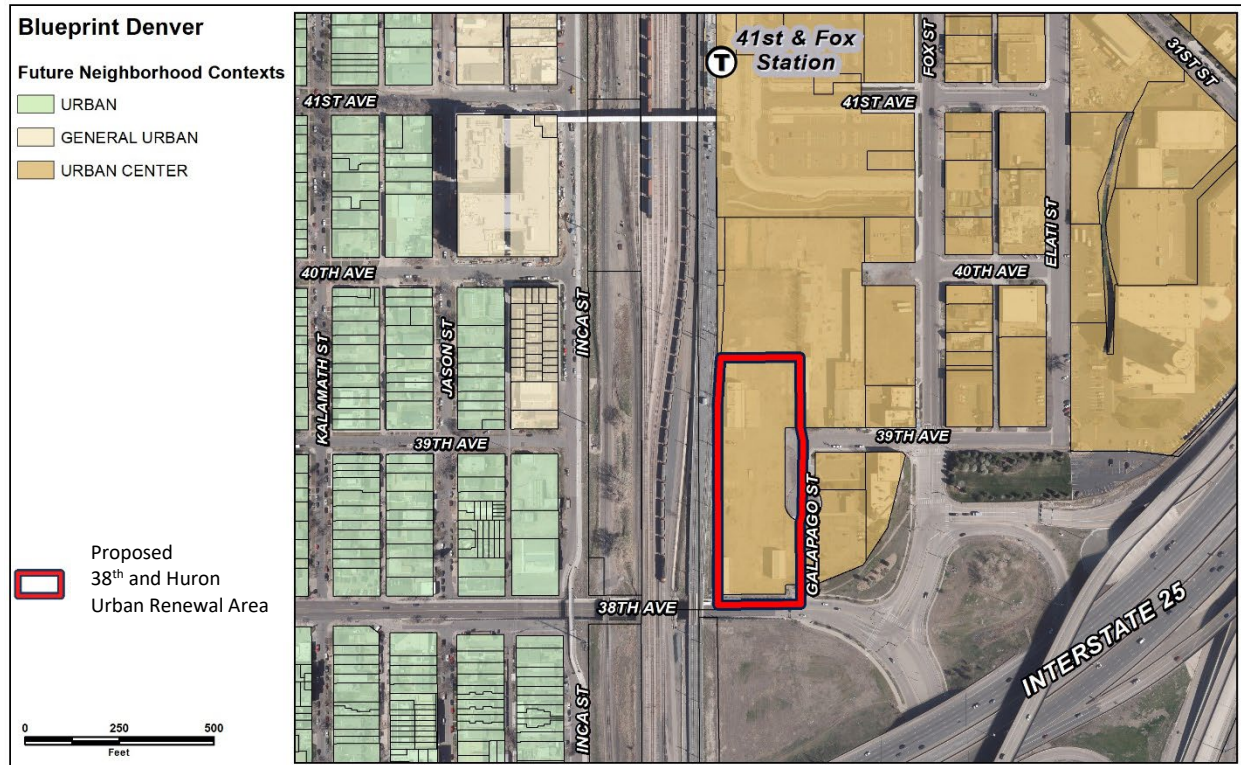 Blueprint Denver
Future Neighborhood Contexts
URBAN
GENERAL URBAN
URBAN CENTER
Proposed
38th and Huron
Urban Renewal Area
0 250 500
Feet
41st & Fox
Station
T
FOX ST
31ST ST
41ST AVE
41ST AVE
40TH AVE
40TH AVE
ELATI ST
KALAMATH ST
JASON ST
INCA ST
39TH AVE
39TH AVE
GALAPAGO ST
38TH AVE
INTERSTATE 25
INCA ST